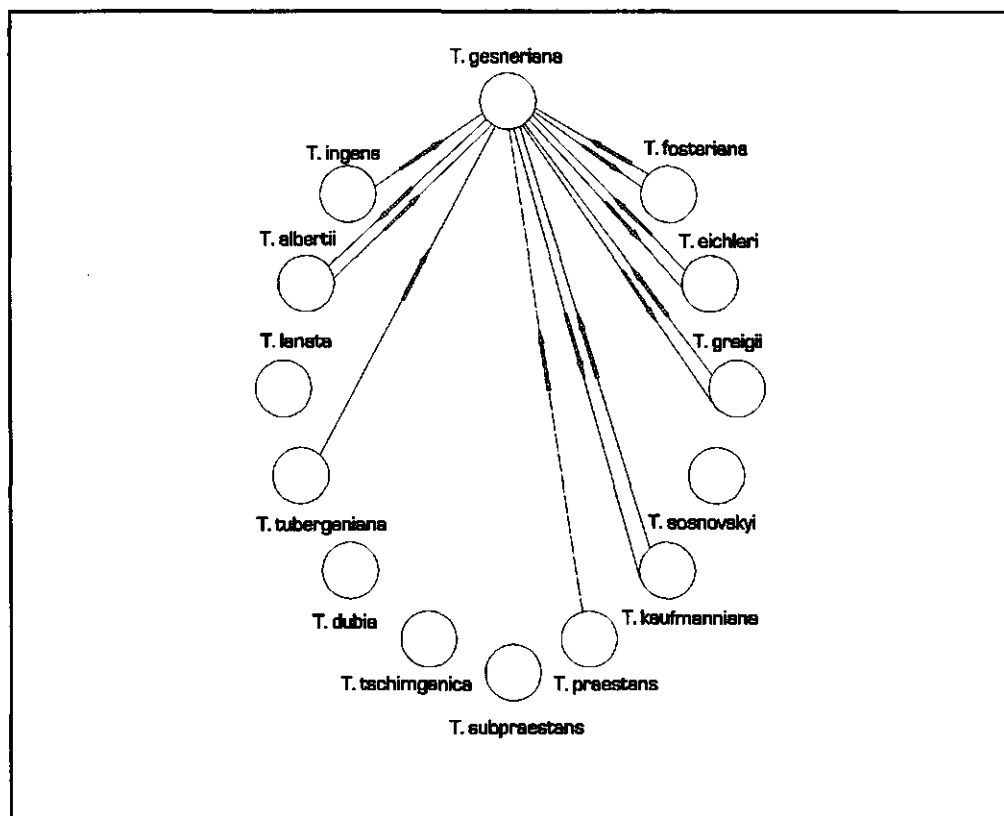 T. gesneriana
T. ingens
T. fosteriana
T. albertii
T. eichleri
T. lanata
T. greigii
T. tubergeniana
T. sosnovskyi
T. dubia
T. kaufmanniana
T. tschimganica
T. praestans
T. subpraestans